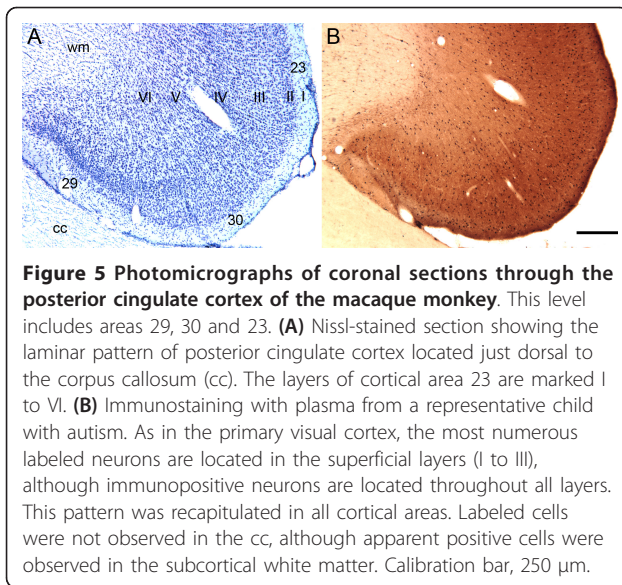 A
B
wm
23
VI V IV III II I
29
30
cc
Figure 5 Photomicrographs of coronal sections through the
posterior cingulate cortex of the macaque monkey. This level
includes areas 29, 30 and 23. (A) Nissl-stained section showing the
laminar pattern of posterior cingulate cortex located just dorsal to
the corpus callosum (cc). The layers of cortical area 23 are marked I
to VI. (B) Immunostaining with plasma from a representative child
with autism. As in the primary visual cortex, the most numerous
labeled neurons are located in the superficial layers (I to III),
although immunopositive neurons are located throughout all layers.
This pattern was recapitulated in all cortical areas. Labeled cells
were not observed in the cc, although apparent positive cells were
observed in the subcortical white matter. Calibration bar, 250 μm.